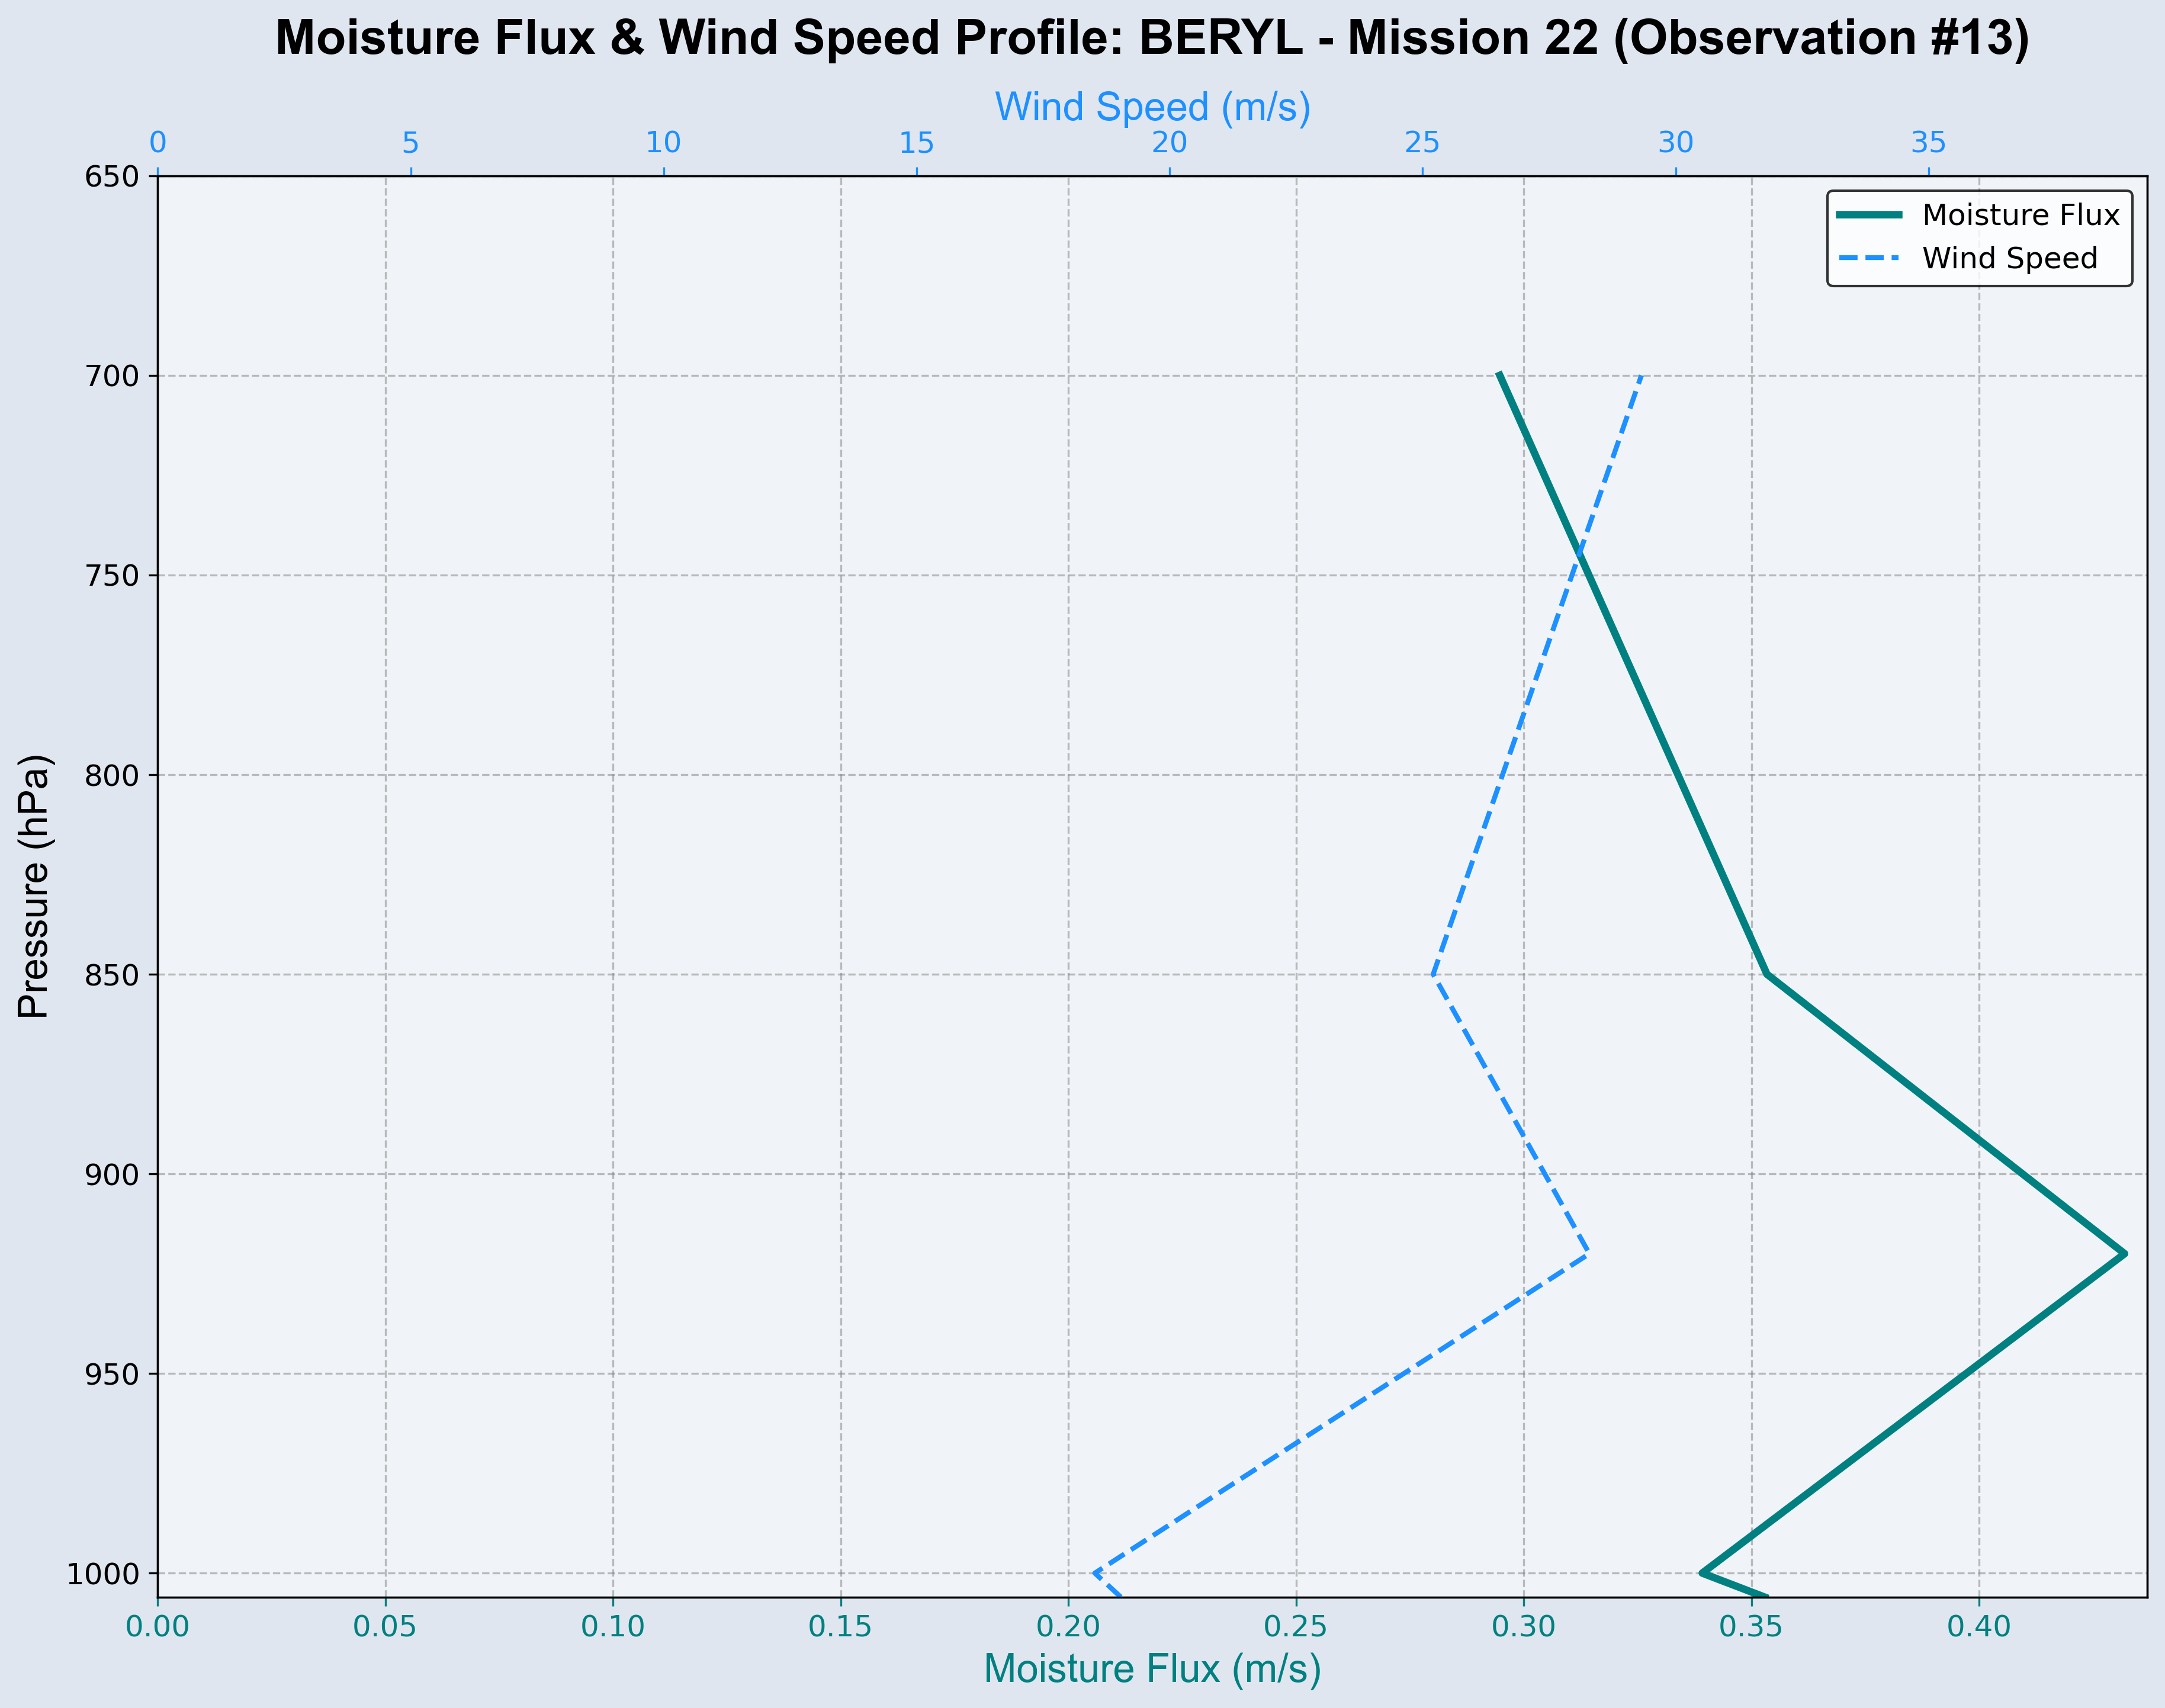 Moisture Flux & Wind Speed Profile: BERYL - Mission 22 (Observation #13)
Wind Speed (m/s)
0 5 10 15 20 25 30 35
Moisture Flux
Wind Speed
Pressure (hPa)
650
700
750
800
850
900
950
1000
0.00 0.05 0.10 0.15 0.20 0.25 0.30 0.35 0.40
Moisture Flux (m/s)